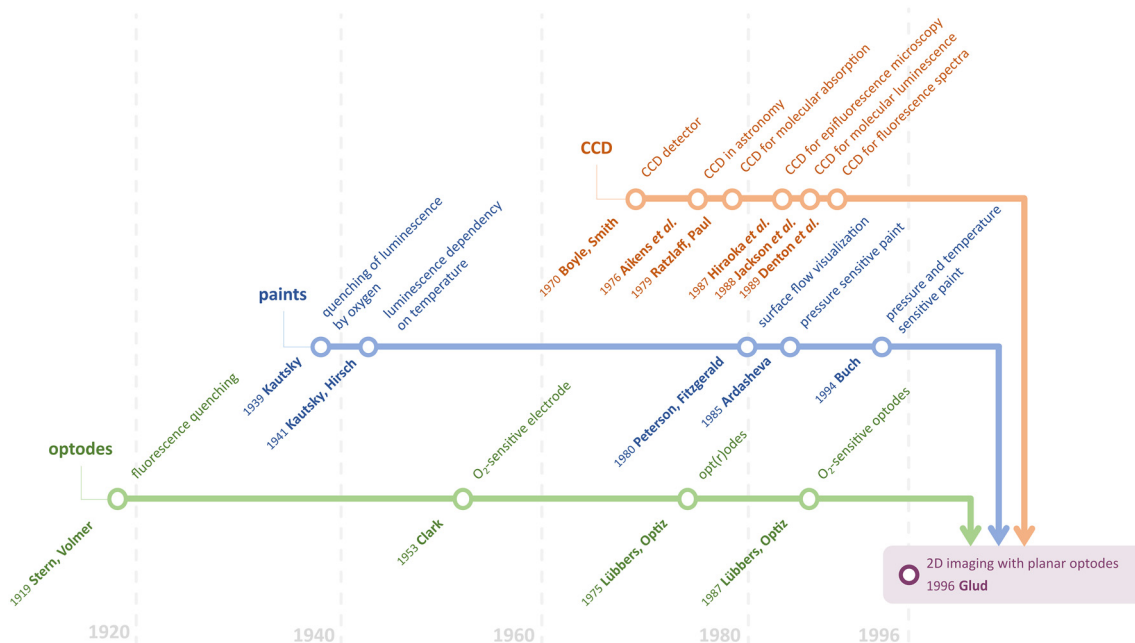 CCD
CCD detector
CCD in astronomy
CCD for molecular absorption
CCD for epifluorescence microscopy
CCD for molecular luminescence
CCD for fluorescence spectra
1970 Boyle, Smith
1976 Aikens et al.
1979 Ratzlaff, Paul
1987 Hiraoka et al.
1988 Jackson et al.
1989 Denton et al.
paints
quenching of luminescence
by oxygen
luminescence dependency
on temperature
surface flow visualization
pressure sensitive paint
pressure and temperature
sensitive paint
1939 Kautsky
1941 Kautsky, Hirsch
1980 Peterson, Fitzgerald
1985 Ardasheva
1994 Buch
optodes
fluorescence quenching
O₂-sensitive electrode
opt(r)odes
O₂-sensitive optodes
1919 Stern, Volmer
1953 Clark
1975 Lübbers, Optiz
1987 Lübbers, Optiz
2D imaging with planar optodes
1996 Glud
1920
1940
1960
1980
1996